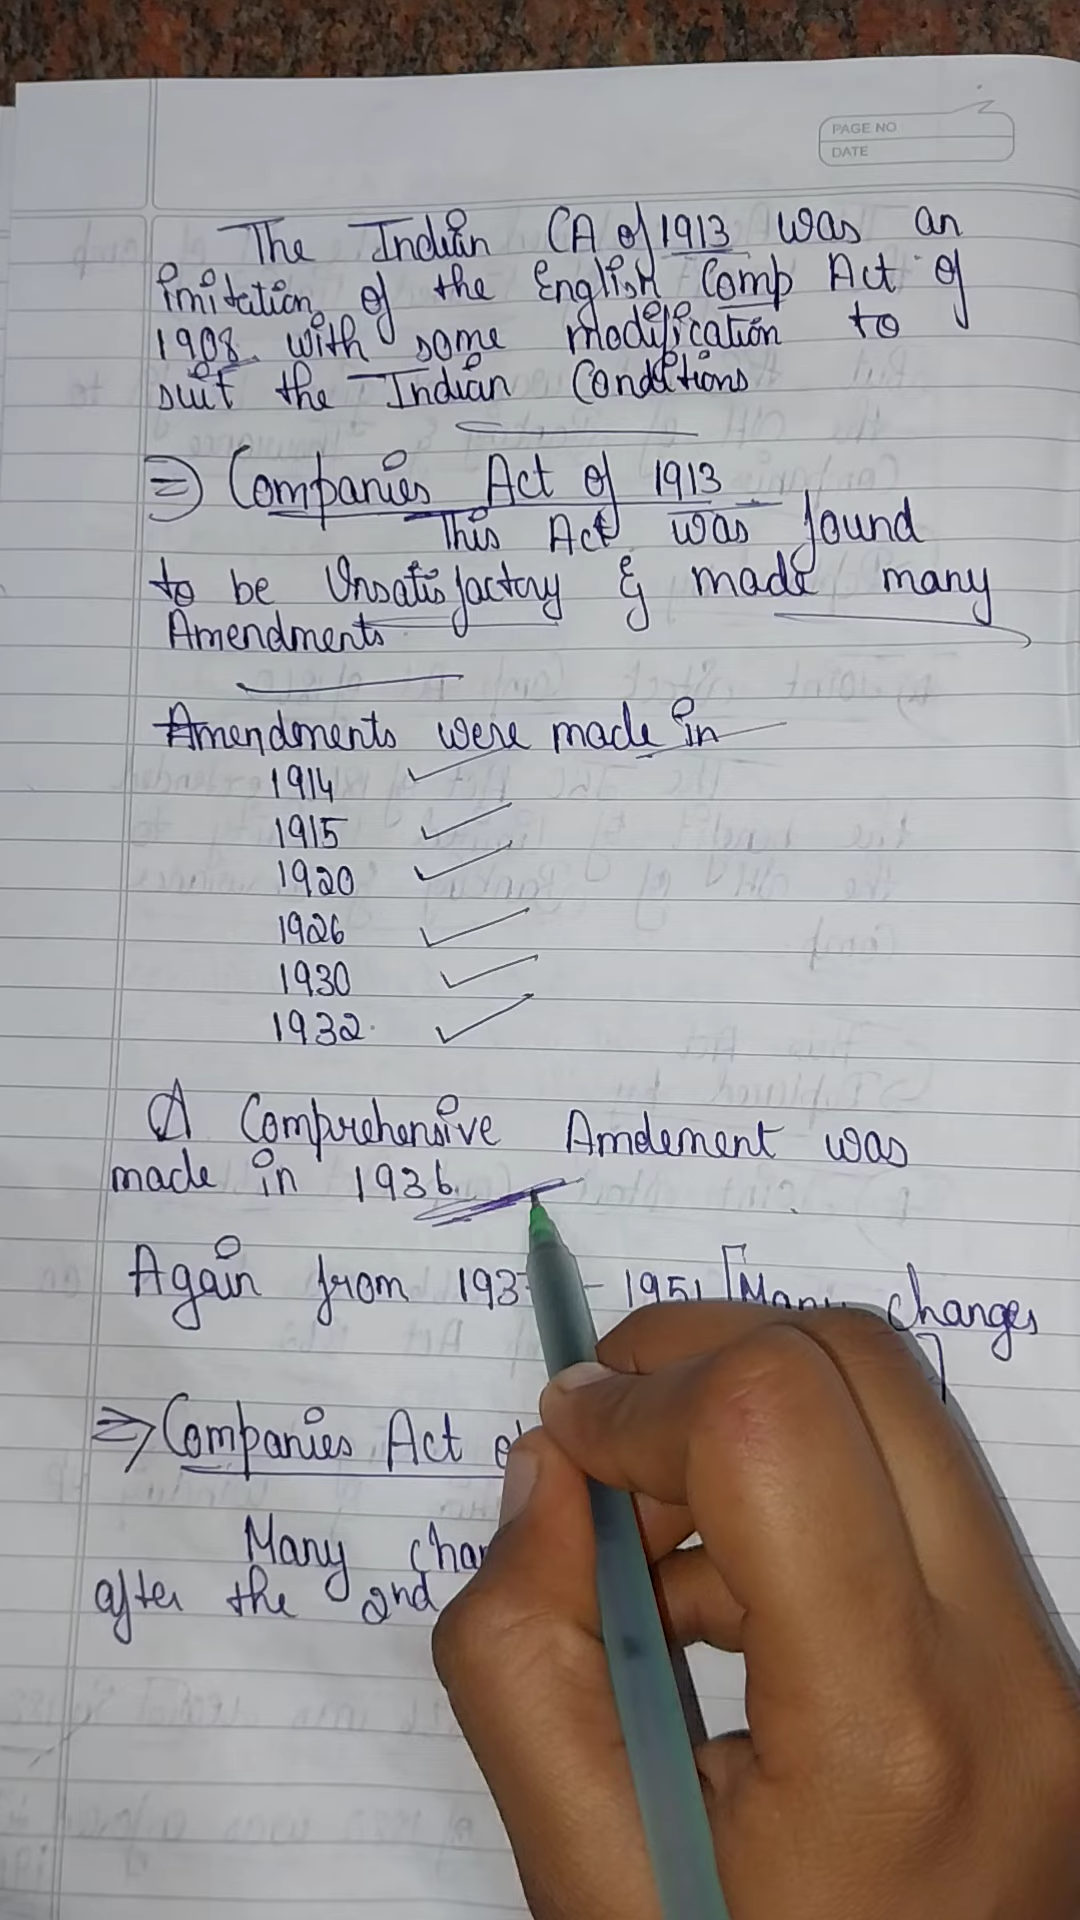 PAGE NO
DATE
The Indian CA of 1913 was an
imitation of the English Comp Act of
1908 with some modification to
suit the Indian Conditions
⇒ Companies Act of 1913
This Act was found
to be Unsatisfactory & made many
Amendments
Amendments were made in
1914 ✓
1915 ✓
1920 ✓
1926 ✓
1930 ✓
1932 ✓
A Comprehensive Amdement was
made in 1936
Again from 193 - 1951 [Many changes
]
⇒ Companies Act
Many
after the 2nd